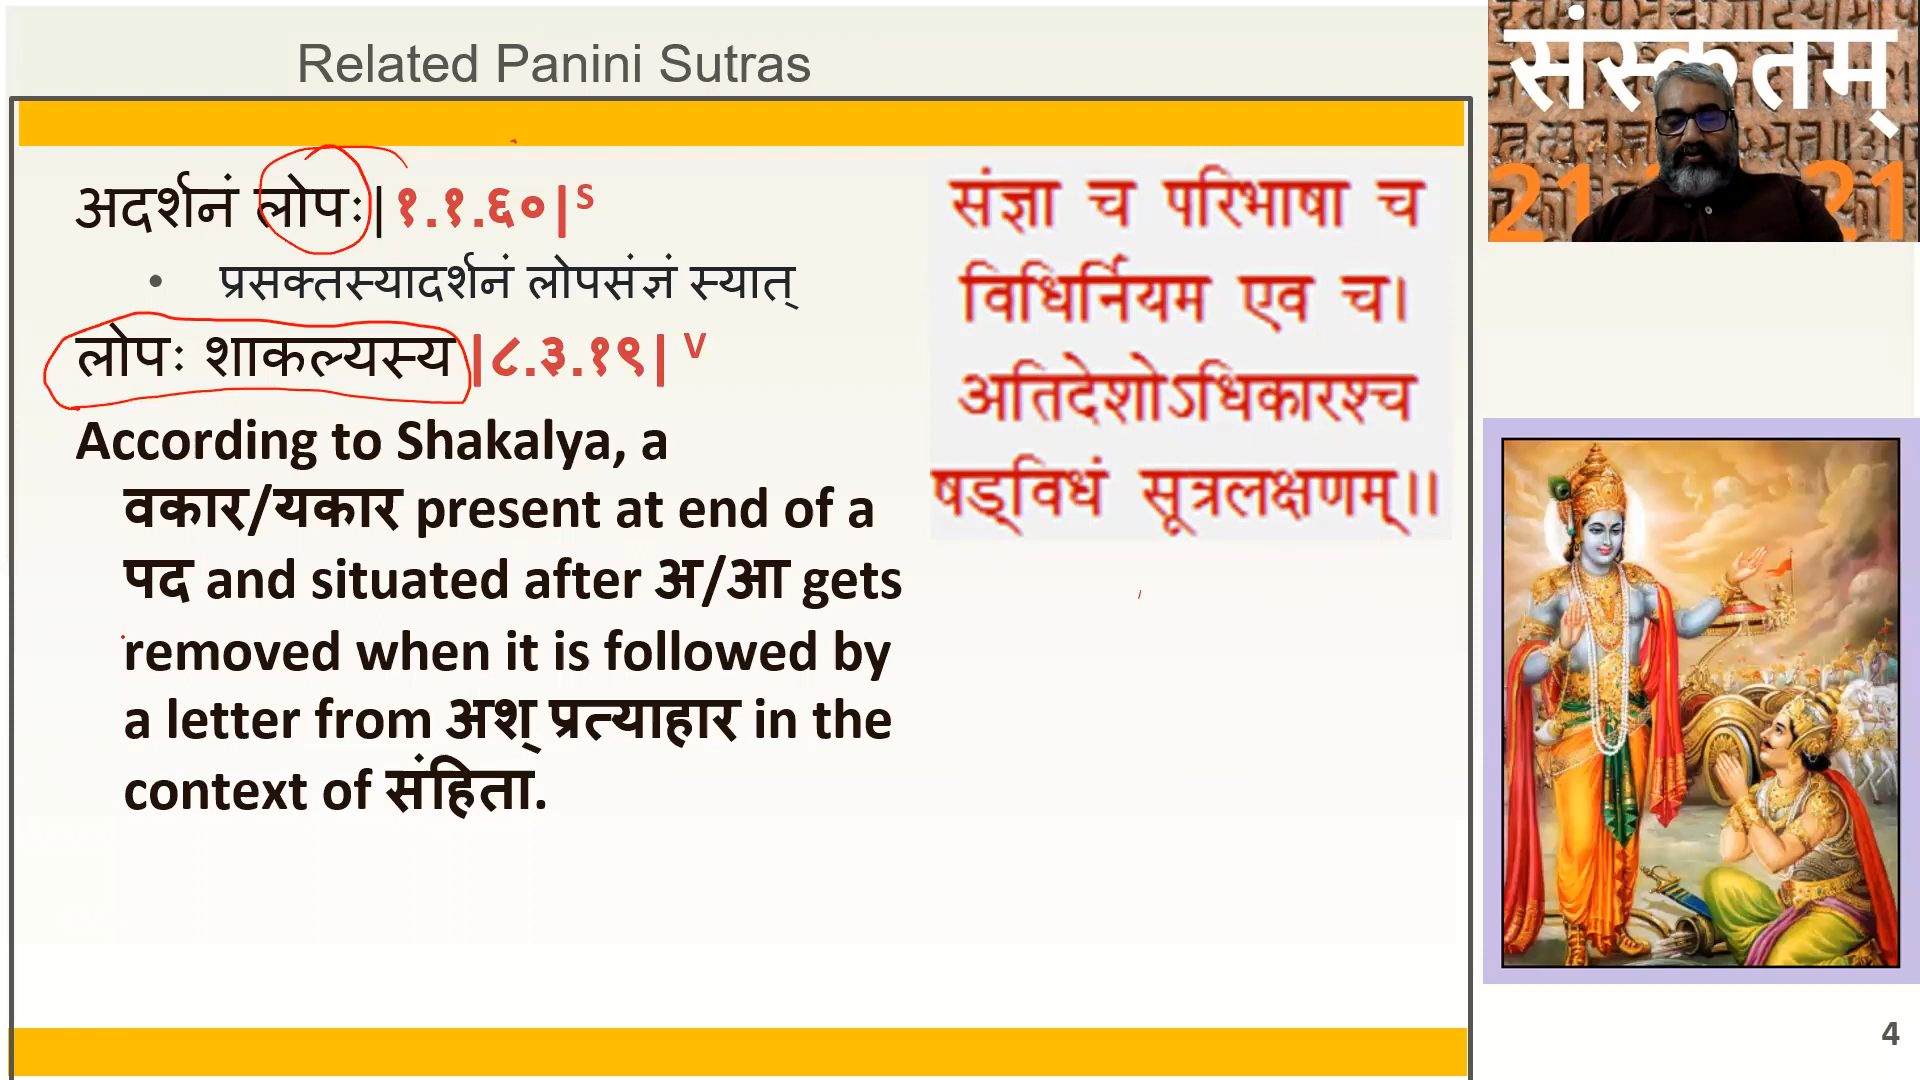 Related Panini Sutras
अदर्शनं लोपः|१.१.६०|S
• प्रसक्तस्यादर्शनं लोपसंज्ञं स्यात्
लोपः शाकल्यस्य |८.३.१९| V
According to Shakalya, a
वकार/यकार present at end of a
पद and situated after अ/आ gets
removed when it is followed by
a letter from अश् प्रत्याहार in the
context of संहिता.
संज्ञा च परिभाषा च
विधिर्नियम एव च।
अतिदेशोऽधिकारश्च
षड्विधं सूत्रलक्षणम्।।
संस्कृतम्
21
21
4